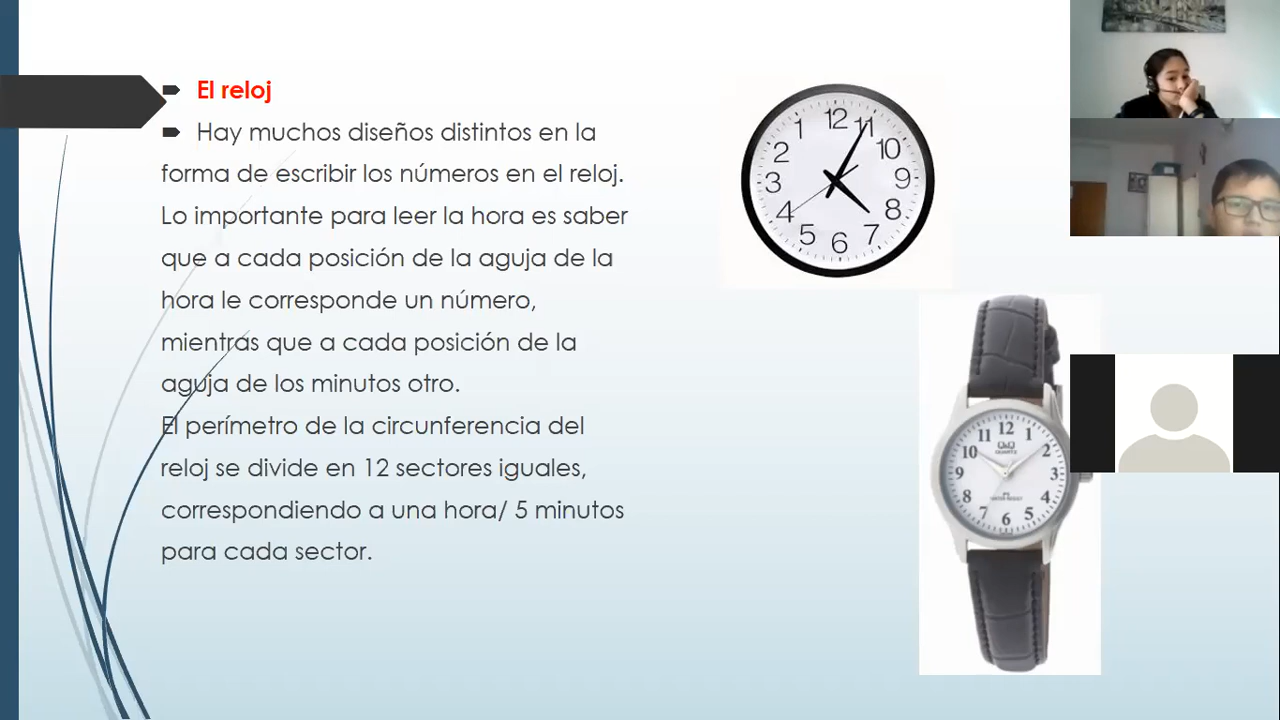 El reloj
Hay muchos diseños distintos en la
forma de escribir los números en el reloj.
Lo importante para leer la hora es saber
que a cada posición de la aguja de la
hora le corresponde un número,
mientras que a cada posición de la
aguja de los minutos otro.
El perímetro de la circunferencia del
reloj se divide en 12 sectores iguales,
correspondiendo a una hora/ 5 minutos
para cada sector.
12
11
10
9
8
7
6
5
4
3
2
1
12
1
2
3
4
5
6
7
8
9
10
11
Q&Q
QUARTZ
WATER RESIST